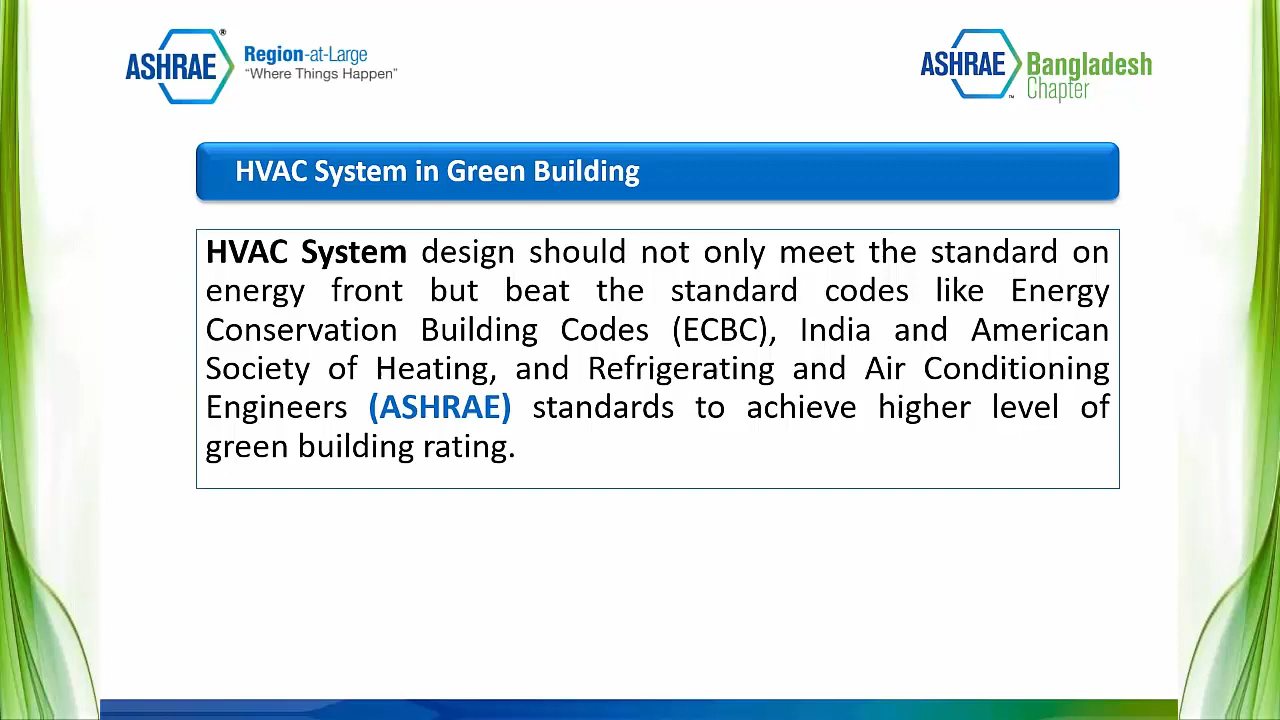 ASHRAE® Region-at-Large
“Where Things Happen”
ASHRAE™ Bangladesh
Chapter
HVAC System in Green Building
HVAC System design should not only meet the standard on
energy front but beat the standard codes like Energy
Conservation Building Codes (ECBC), India and American
Society of Heating, and Refrigerating and Air Conditioning
Engineers (ASHRAE) standards to achieve higher level of
green building rating.